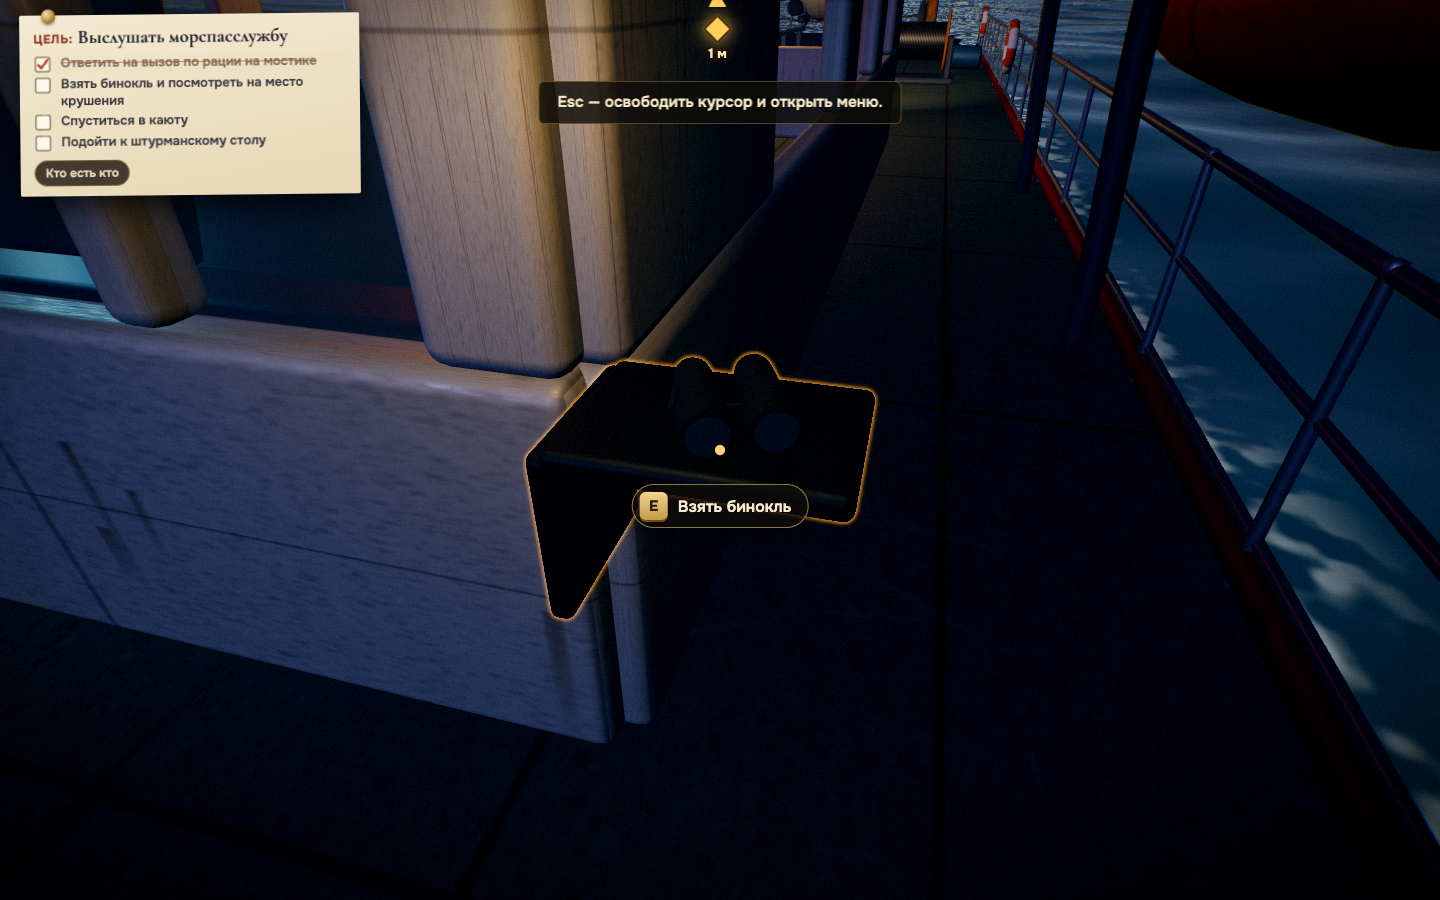 ЦЕЛЬ: Выслушать морспасслужбу
Ответить на вызов по рации на мостике
Взять бинокль и посмотреть на место
крушения
Спуститься в каюту
Подойти к штурманскому столу
Кто есть кто
1 м
Esc — освободить курсор и открыть меню.
E Взять бинокль